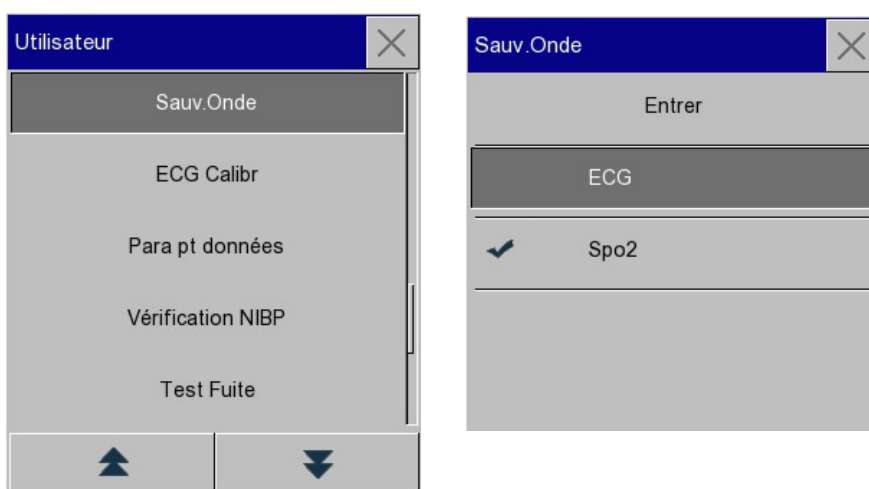 Utilisateur
Sauv.Onde
ECG Calibr
Para pt données
Vérification NIBP
Test Fuite
Sauv.Onde
Entrer
ECG
Spo2